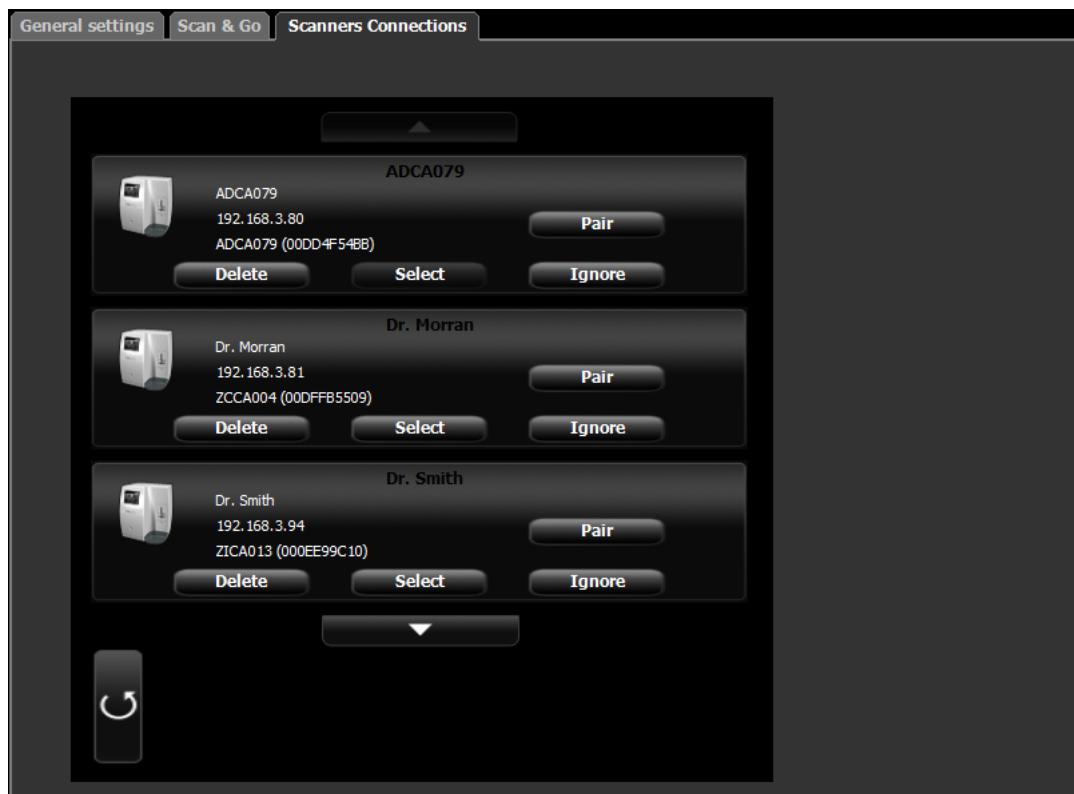 General settings Scan & Go Scanners Connections
ADCA079
ADCA079
192.168.3.80
Pair
ADCA079 (00DD4F54BB)
Delete Select Ignore
Dr. Morran
Dr. Morran
192.168.3.81
Pair
ZCCA004 (00DFFB5509)
Delete Select Ignore
Dr. Smith
Dr. Smith
192.168.3.94
Pair
ZICA013 (000EE99C10)
Delete Select Ignore